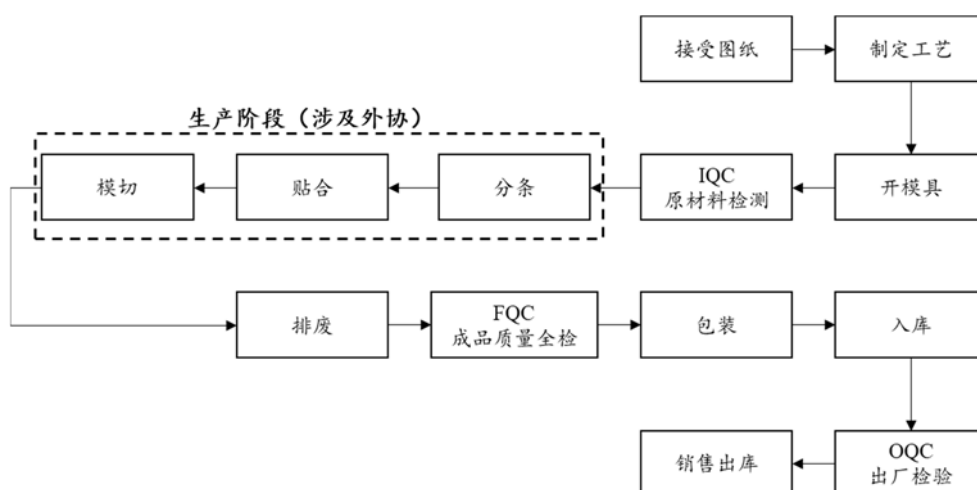 接受图纸
制定工艺
生产阶段（涉及外协）
模切
贴合
分条
IQC
原材料检测
开模具
排废
FQC
成品质量全检
包装
入库
销售出库
OQC
出厂检验